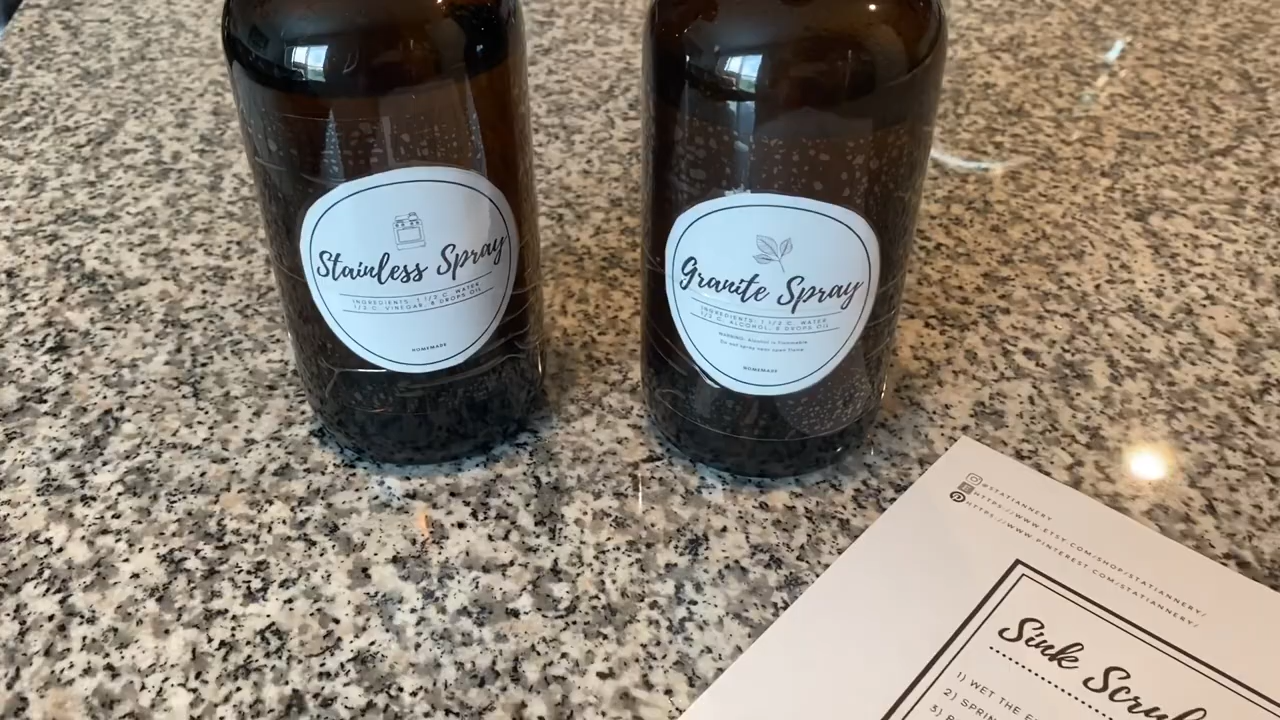 Stainless Spray
INGREDIENTS: 1 1/2 C. WATER,
1/2 C. VINEGAR, 8 DROPS OIL
HOMEMADE
Granite Spray
INGREDIENTS: 1 1/2 C. WATER,
1/2 C. ALCOHOL, 8 DROPS OIL
WARNING: Alcohol is flammable
Do not spray near open flame
HOMEMADE
@STATIANNERY
HTTPS://WWW.ETSY.COM/SHOP/STATIANNERY/
HTTPS://WWW.PINTEREST.COM/STATIANNERY/
Sink
1) WET THE
2)
3)